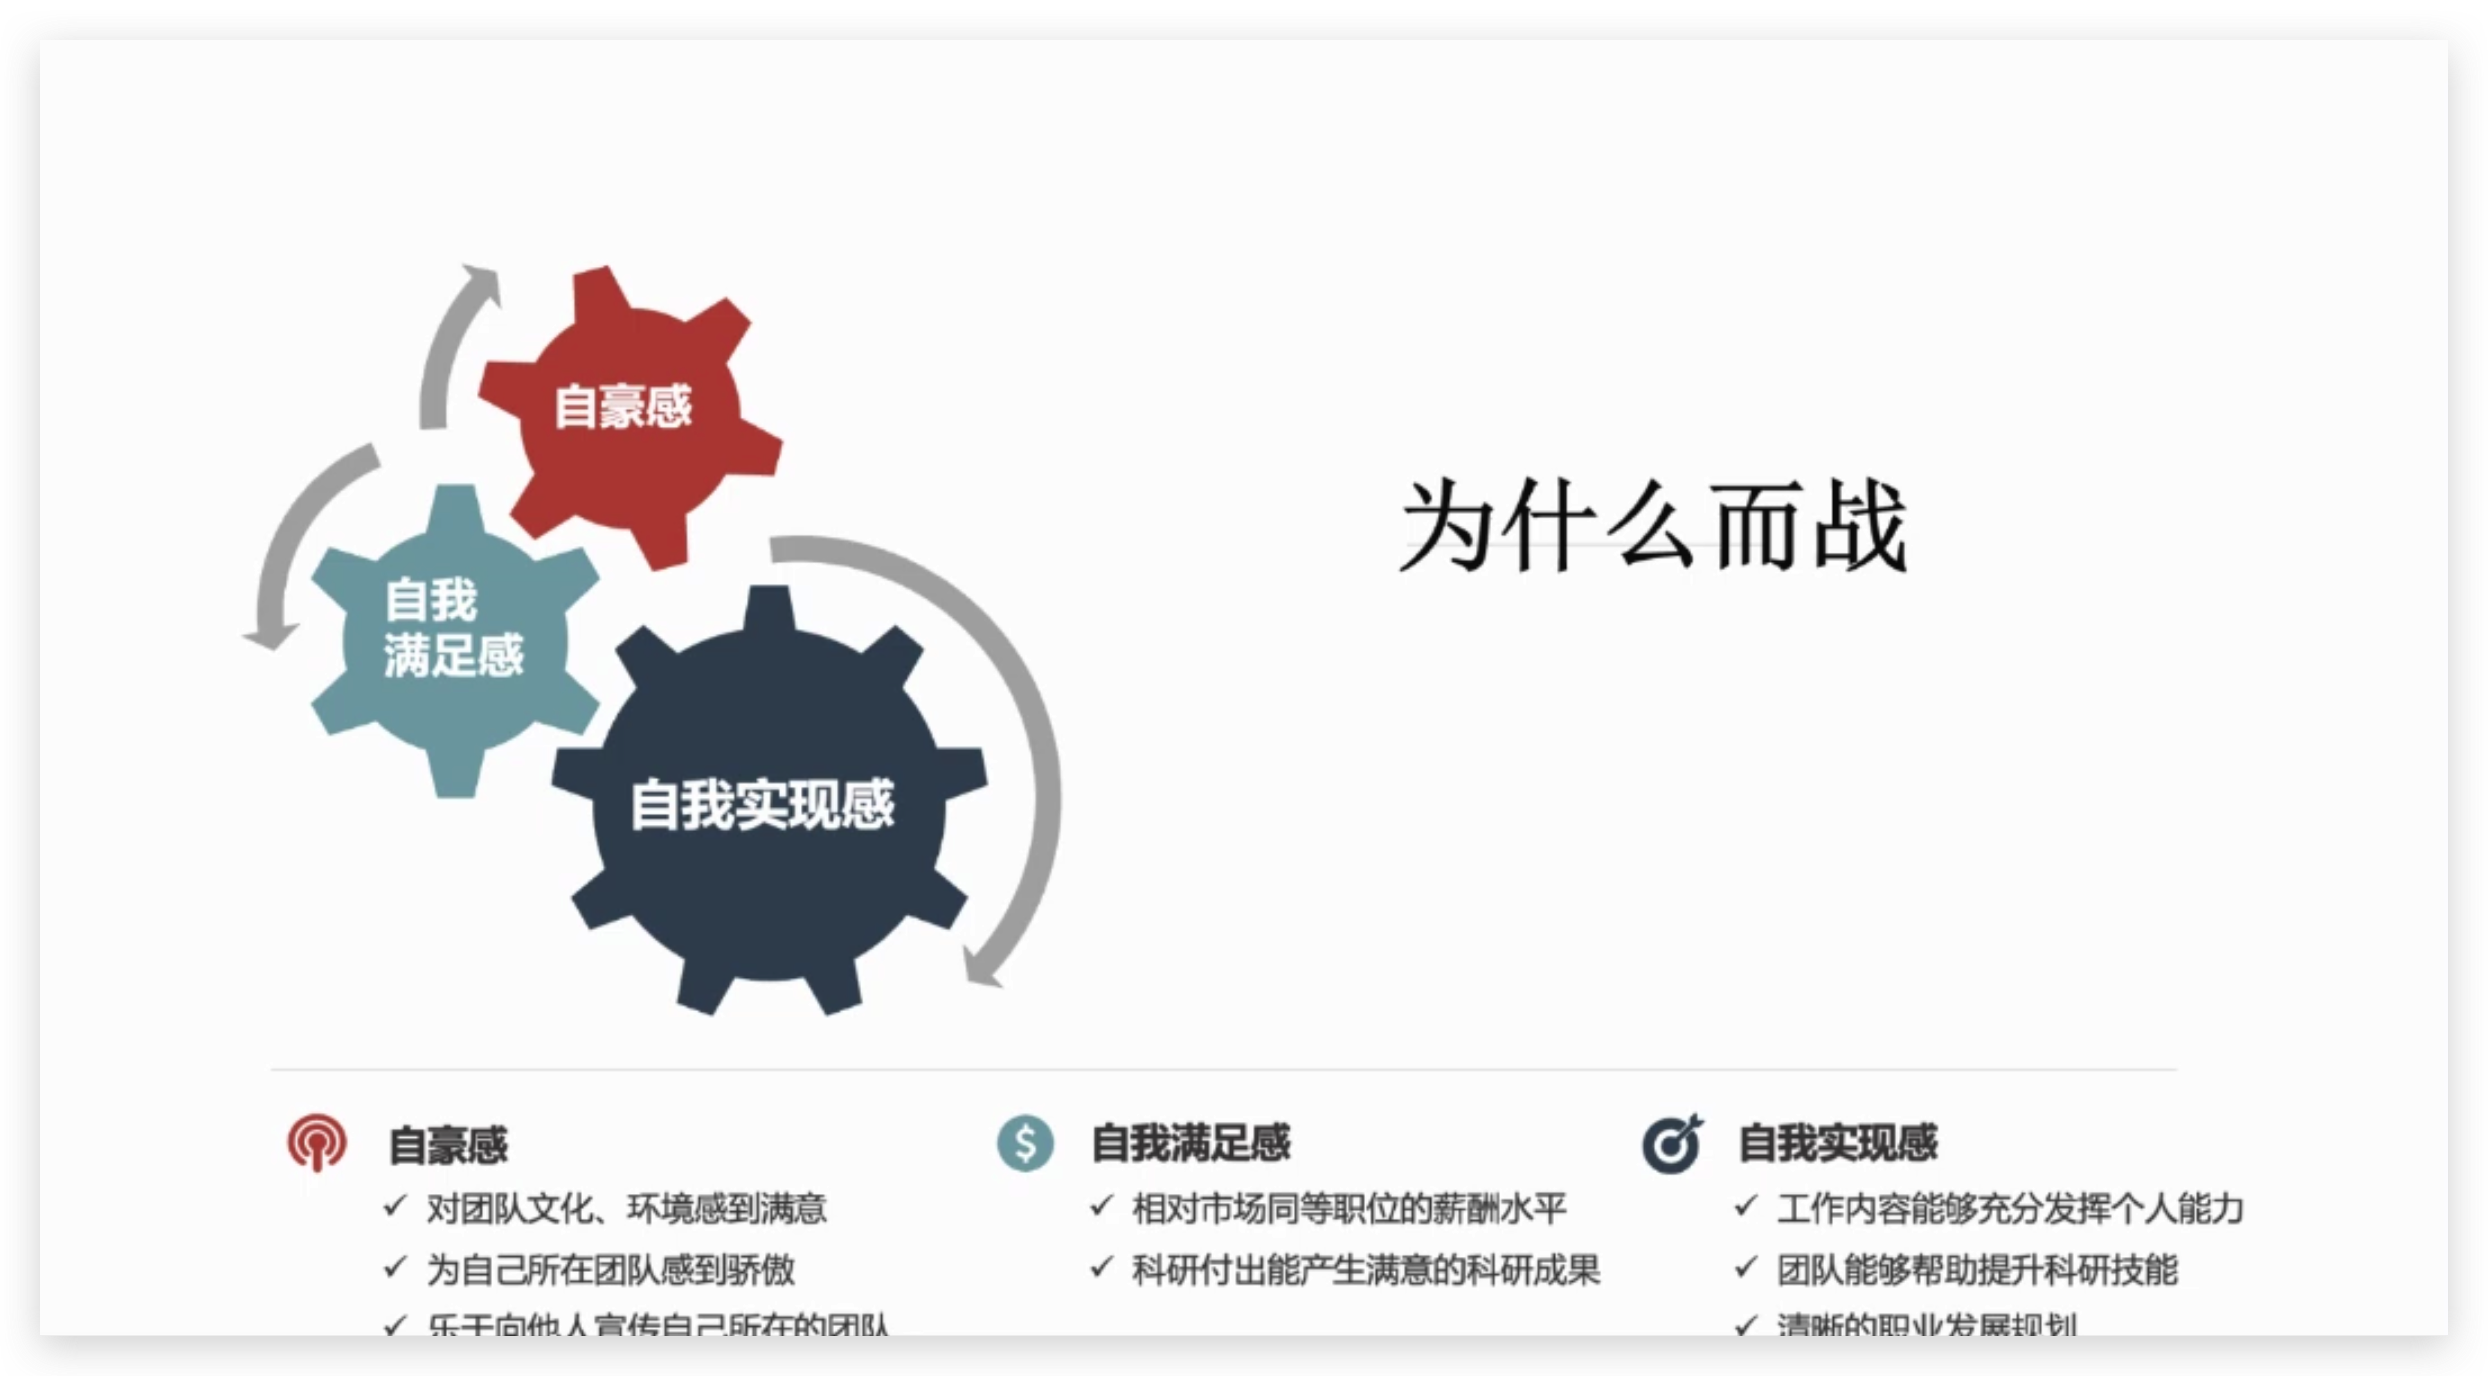 自豪感
自我
满足感
自我实现感
为什么而战
自豪感
对团队文化、环境感到满意
为自己所在团队感到骄傲
乐于向他人宣传自己所在的团队
自我满足感
相对市场同等职位的薪酬水平
科研付出能产生满意的科研成果
自我实现感
工作内容能够充分发挥个人能力
团队能够帮助提升科研技能
清晰的职业发展规划